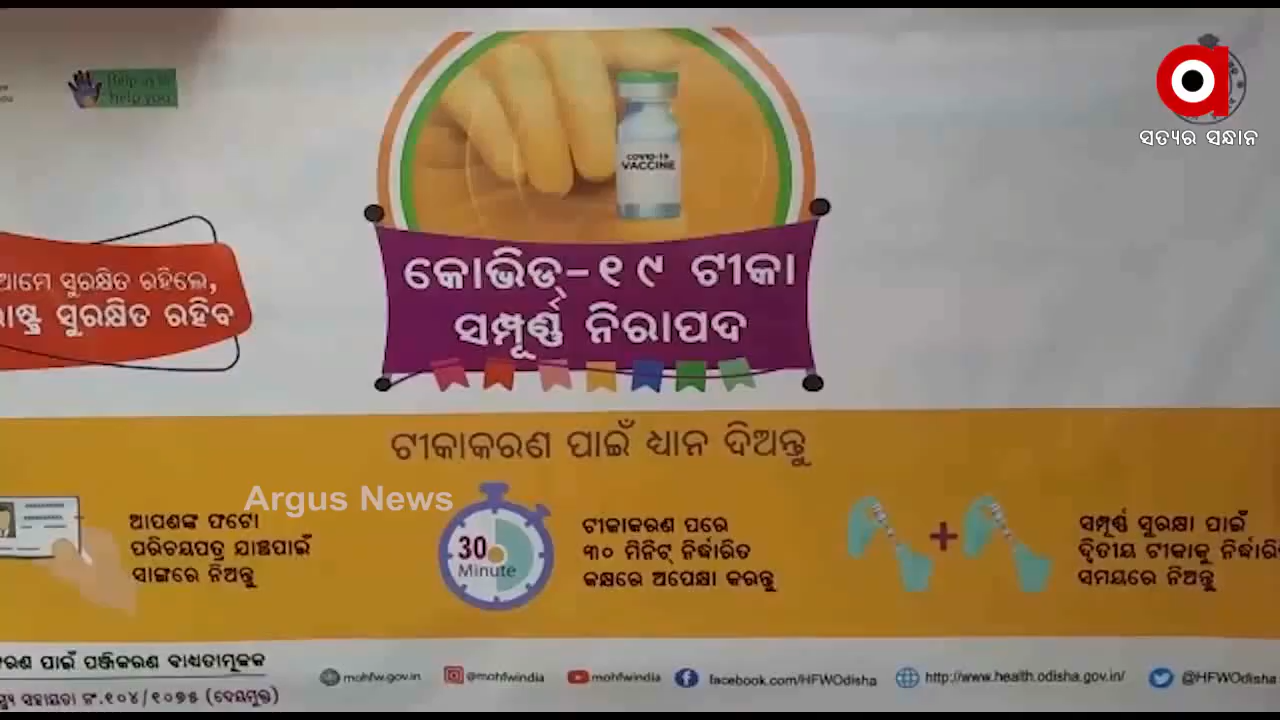 Help us to
help you
ସତ୍ୟର ସନ୍ଧାନ
COVID-19
VACCINE
ଆମେ ସୁରକ୍ଷିତ ରହିଲେ,
ସୁରକ୍ଷିତ ରହିବ
କୋଭିଡ୍-୧୯ ଟୀକା
ସମ୍ପୂର୍ଣ୍ଣ ନିରାପଦ
ଟୀକାକରଣ ପାଇଁ ଧ୍ୟାନ ଦିଅନ୍ତୁ
Argus News
ଆପଣଙ୍କ ଫଟୋ
ପରିଚୟପତ୍ର ଯାଞ୍ଚପାଇଁ
ସାଙ୍ଗରେ ନିଅନ୍ତୁ
30
Minute
ଟୀକାକରଣ ପରେ
୩୦ ମିନିଟ୍ ନିର୍ଦ୍ଧାରିତ
କକ୍ଷରେ ଅପେକ୍ଷା କରନ୍ତୁ
+
ସମ୍ପୂର୍ଣ୍ଣ ସୁରକ୍ଷା ପାଇଁ
ଦ୍ୱିତୀୟ ଟୀକାକୁ
ସମୟରେ ନିଅନ୍ତୁ
ପାଇଁ ପଞ୍ଜିକରଣ ବାଧ୍ୟତାମୂଳକ
ସହାୟତା ନଂ.୧୦୪/୧୦୭୫ (ଦେୟମୁକ୍ତ)
mohfw.gov.in
@mohfwindia
mohfwindia
facebook.com/HFWOdisha
http://www.health.odisha.gov.in/
@HFWOdisha